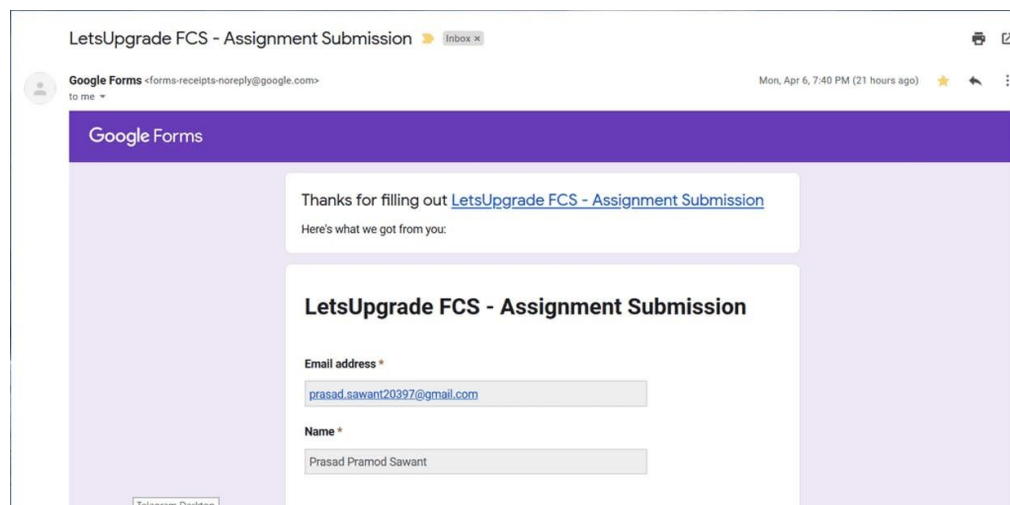 LetsUpgrade FCS - Assignment Submission Inbox x
Google Forms <forms-receipts-noreply@google.com> Mon, Apr 6, 7:40 PM (21 hours ago)
to me
Google Forms
Thanks for filling out LetsUpgrade FCS - Assignment Submission
Here's what we got from you:
LetsUpgrade FCS - Assignment Submission
Email address *
prasad.sawant20397@gmail.com
Name *
Prasad Pramod Sawant
Telegram Desktop